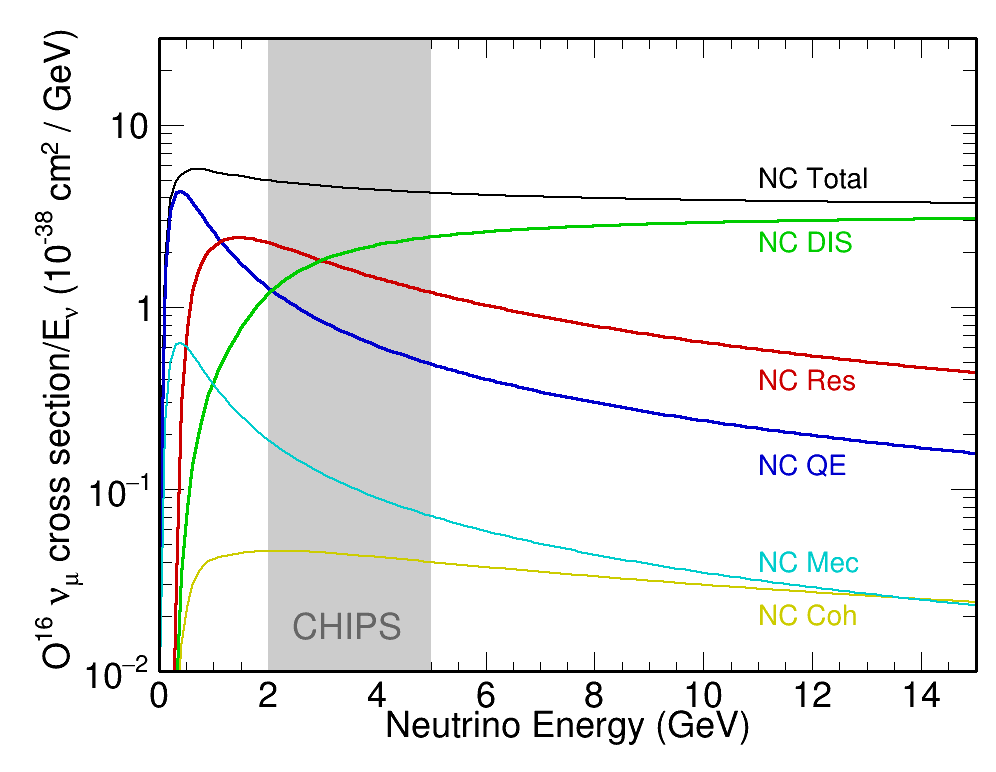 O¹⁶ νμ cross section/Eν (10⁻³⁸ cm² / GeV)
10
1
10⁻¹
10⁻²
NC Total
NC DIS
NC Res
NC QE
NC Mec
NC Coh
CHIPS
0 2 4 6 8 10 12 14
Neutrino Energy (GeV)